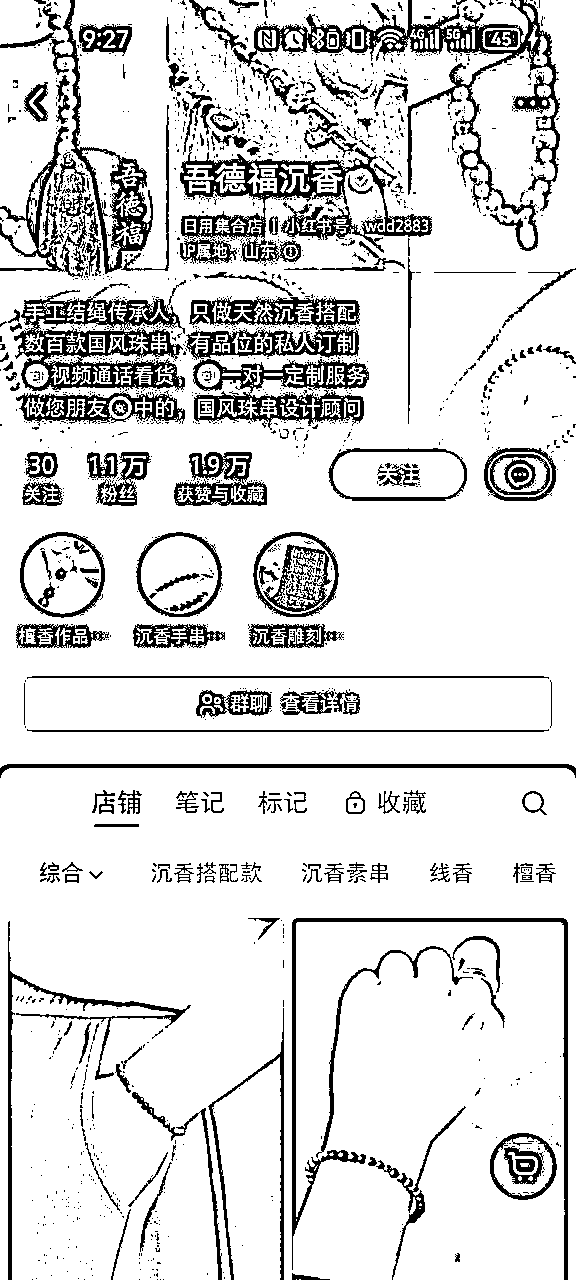 9:27
45
吾德福
吾德福沉香
日用集合店 | 小红书号：wdd2883
IP属地：山东
手工结绳传承人，只做天然沉香搭配
数百款国风珠串，有品位的私人订制
视频通话看货，一对一定制服务
做您朋友中的，国风珠串设计顾问
30 1.1万 1.9万
关注 粉丝 获赞与收藏
关注
檀香作品… 沉香手串… 沉香雕刻…
群聊 查看详情
店铺 笔记 标记 收藏
综合 沉香搭配款 沉香素串 线香 檀香